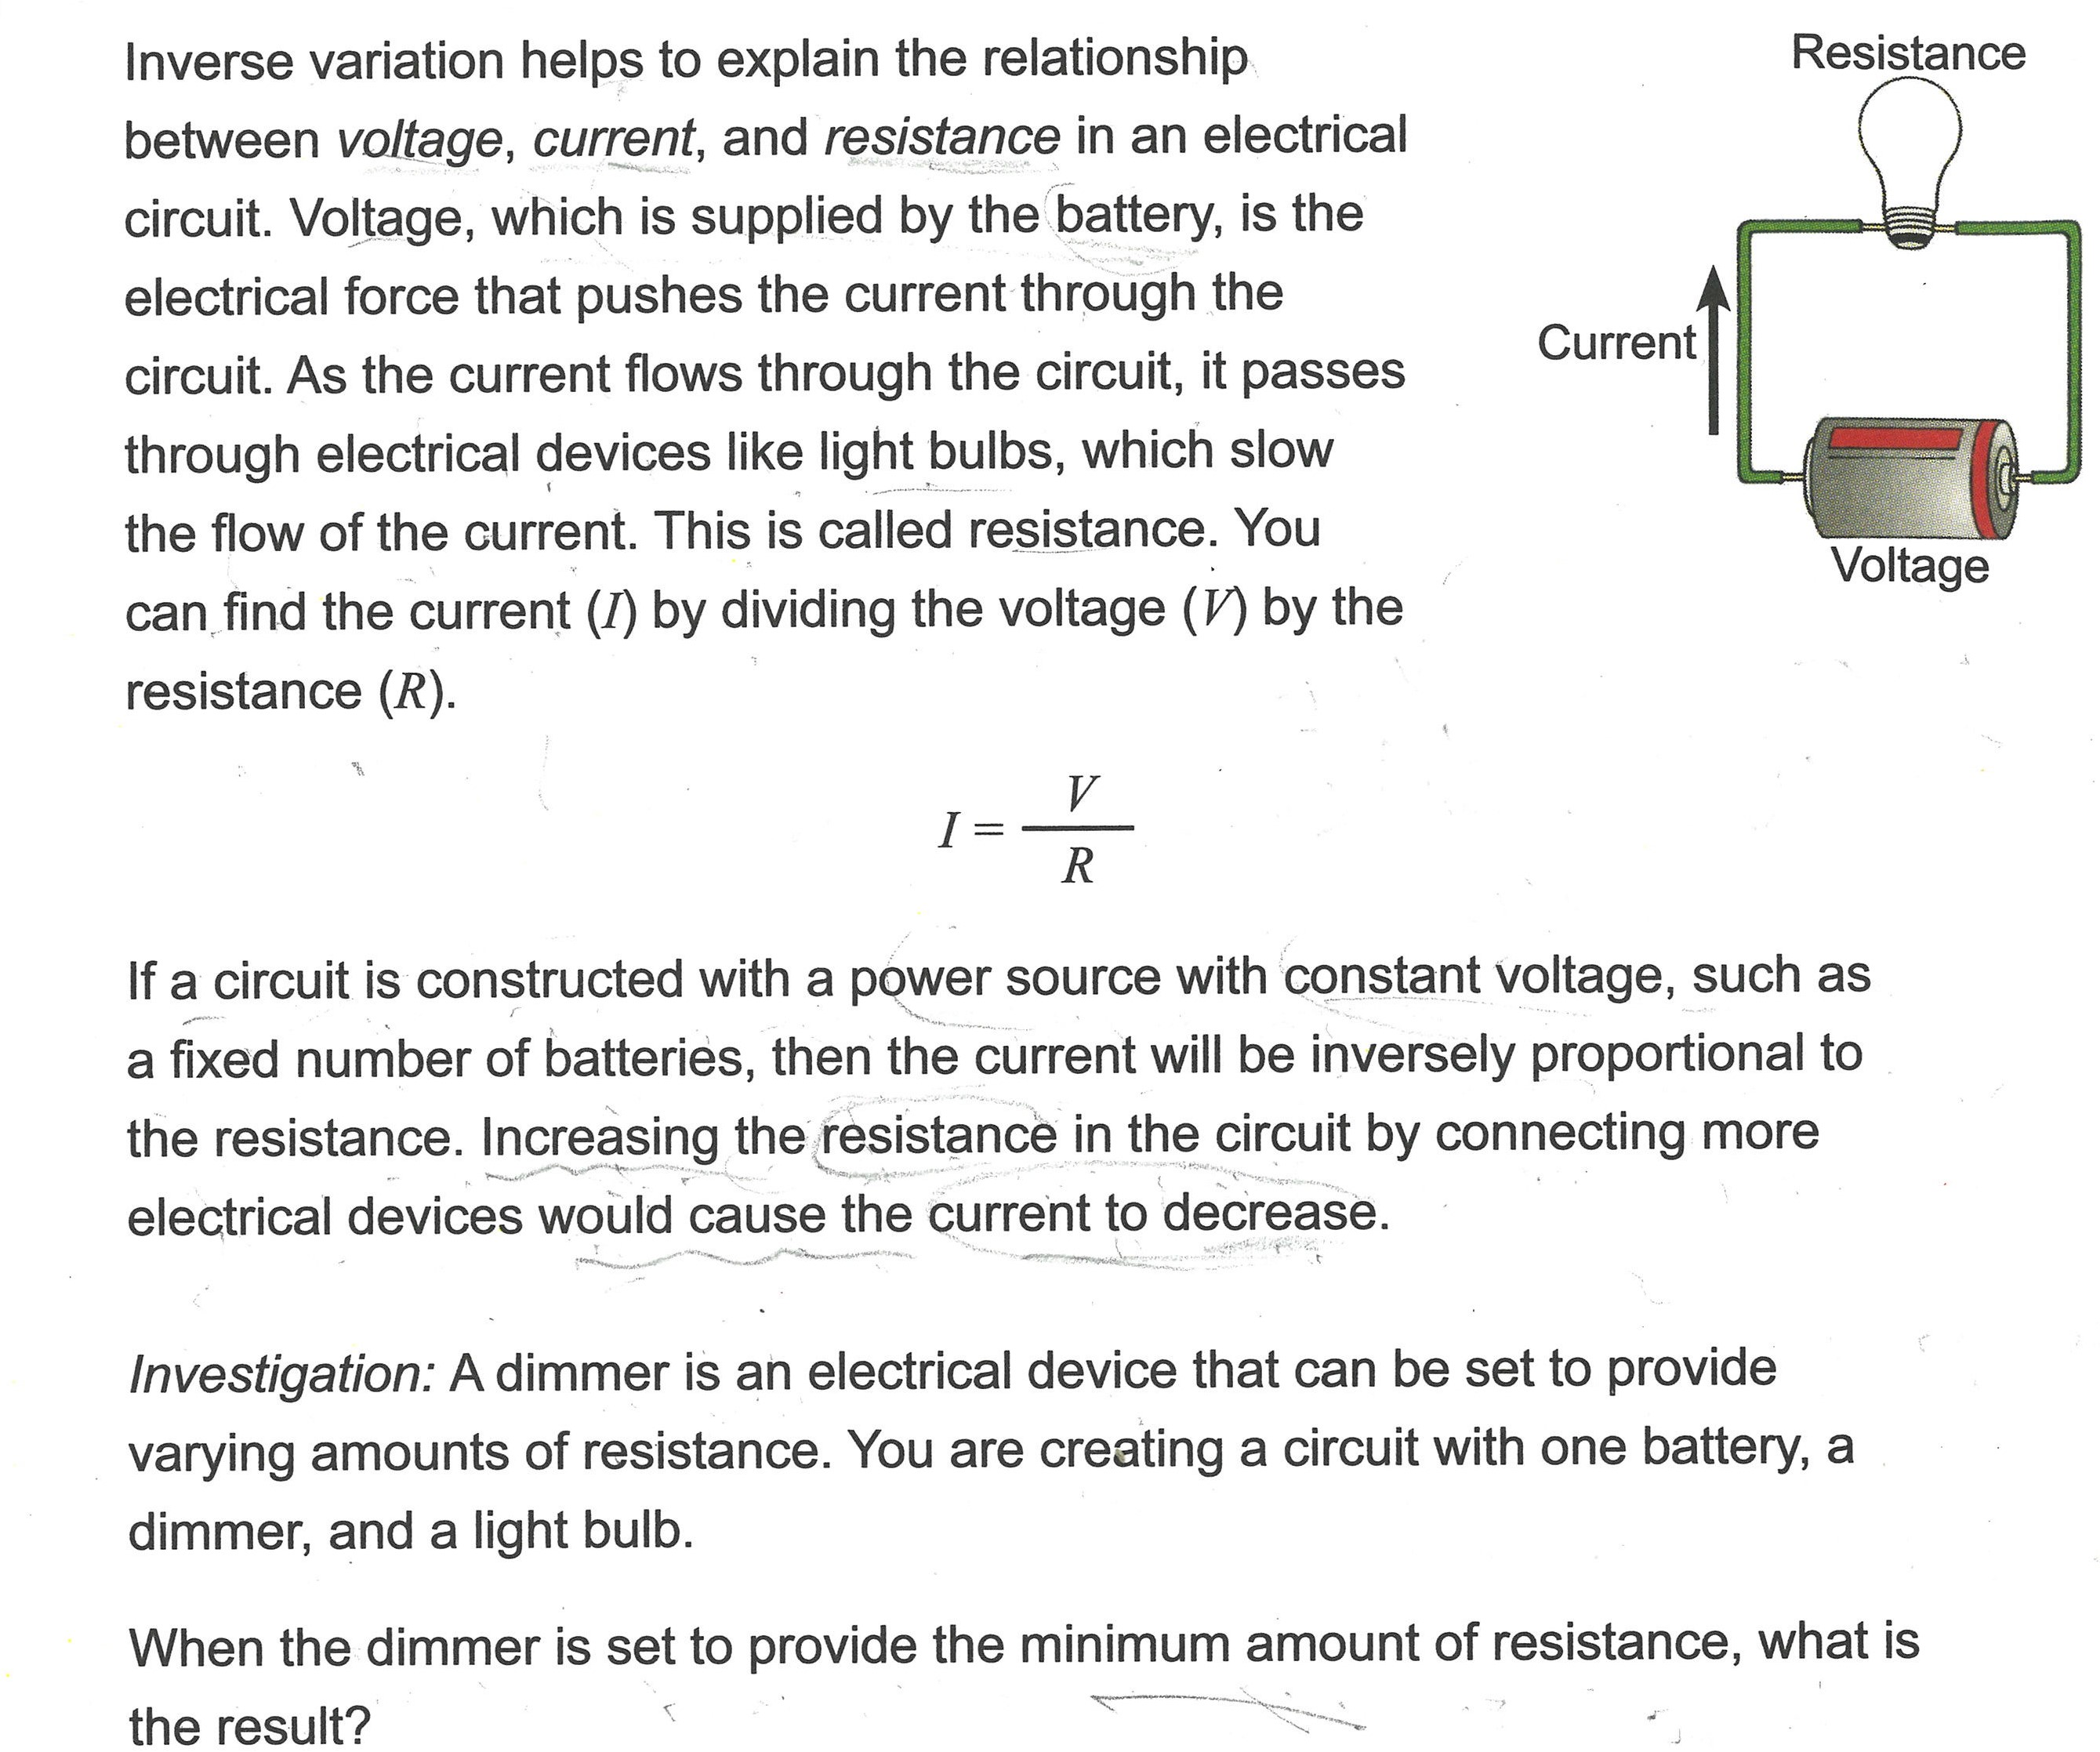 Inverse variation helps to explain the relationship
between voltage, current, and resistance in an electrical
circuit. Voltage, which is supplied by the battery, is the
electrical force that pushes the current through the
circuit. As the current flows through the circuit, it passes
through electrical devices like light bulbs, which slow
the flow of the current. This is called resistance. You
can find the current (I) by dividing the voltage (V) by the
resistance (R).
Resistance
Current
Voltage
I = V / R
If a circuit is constructed with a power source with constant voltage, such as
a fixed number of batteries, then the current will be inversely proportional to
the resistance. Increasing the resistance in the circuit by connecting more
electrical devices would cause the current to decrease.
Investigation: A dimmer is an electrical device that can be set to provide
varying amounts of resistance. You are creating a circuit with one battery, a
dimmer, and a light bulb.
When the dimmer is set to provide the minimum amount of resistance, what is
the result?